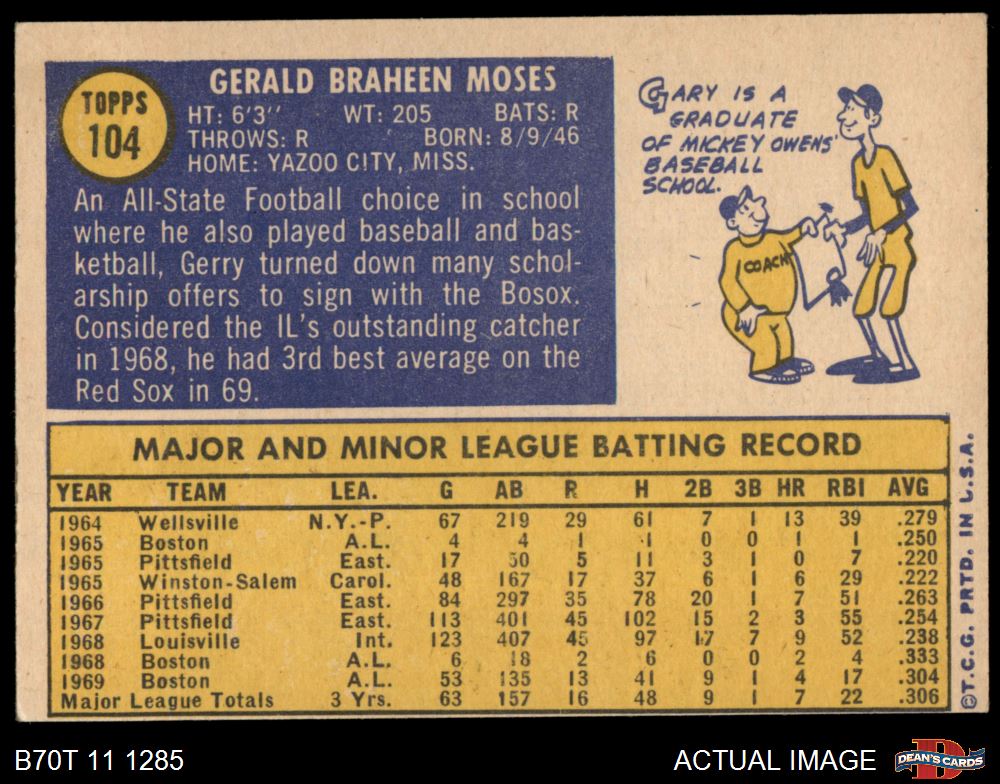 TOPPS
104
GERALD BRAHEEN MOSES
HT: 6'3" WT: 205 BATS: R
THROWS: R BORN: 8/9/46
HOME: YAZOO CITY, MISS.
An All-State Football choice in school
where he also played baseball and bas-
ketball, Gerry turned down many schol-
arship offers to sign with the Bosox.
Considered the IL's outstanding catcher
in 1968, he had 3rd best average on the
Red Sox in 69.
GARY IS A
GRADUATE
OF MICKEY OWENS'
BASEBALL
SCHOOL.
COACH
MAJOR AND MINOR LEAGUE BATTING RECORD
YEAR TEAM LEA. G AB R H 2B 3B HR RBI AVG
1964 Wellsville N.Y.-P. 67 219 29 61 7 1 13 39 .279
1965 Boston A.L. 4 4 1 1 0 0 1 1 .250
1965 Pittsfield East. 17 50 5 11 3 1 0 7 .220
1965 Winston-Salem Carol. 48 167 17 37 6 1 6 29 .222
1966 Pittsfield East. 84 297 35 78 20 1 7 51 .263
1967 Pittsfield East. 113 401 45 102 15 2 3 55 .254
1968 Louisville Int. 123 407 45 97 17 7 9 52 .238
1968 Boston A.L. 6 18 2 6 0 0 2 4 .333
1969 Boston A.L. 53 135 13 41 9 1 4 17 .304
Major League Totals 3 Yrs. 63 157 16 48 9 1 7 22 .306
©T.C.G. PRTD. IN U.S.A.
B70T 11 1285
ACTUAL IMAGE
DEAN'S CARDS